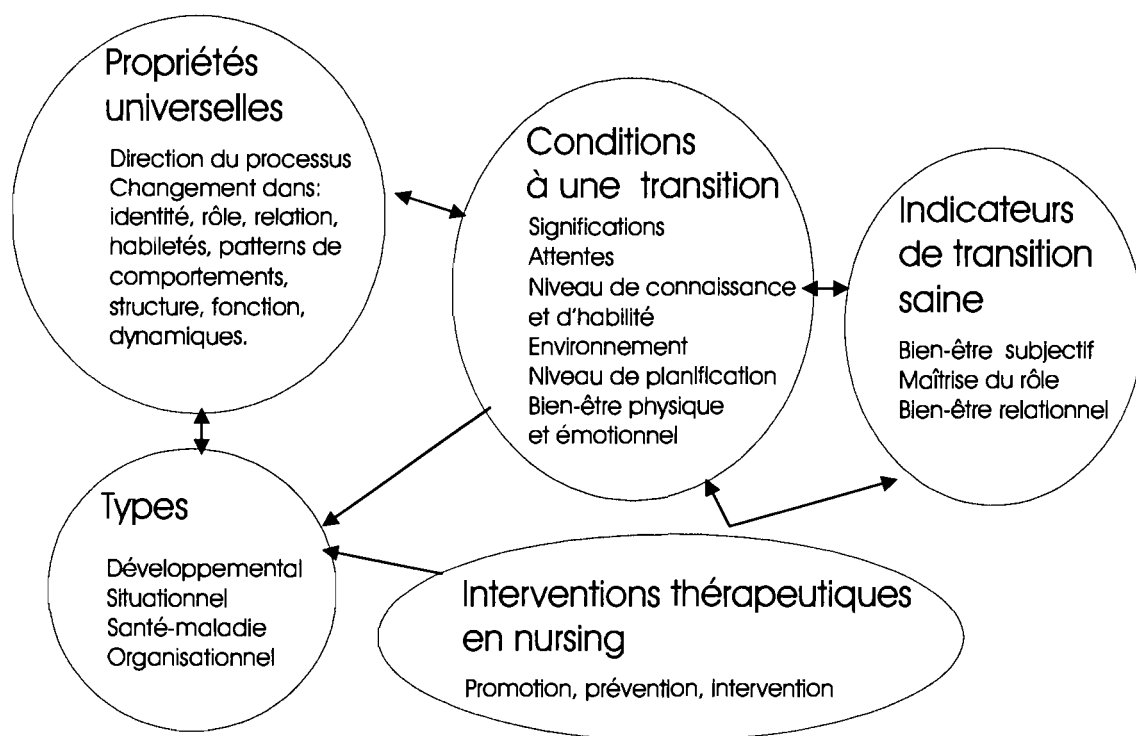 Propriétés
universelles
Direction du processus
Changement dans:
identité, rôle, relation,
habiletés, patterns de
comportements,
structure, fonction,
dynamiques.
Conditions
à une transition
Significations
Attentes
Niveau de connaissance
et d'habilité
Environnement
Niveau de planification
Bien-être physique
et émotionnel
Indicateurs
de transition
saine
Bien-être subjectif
Maîtrise du rôle
Bien-être relationnel
Types
Développemental
Situationnel
Santé-maladie
Organisationnel
Interventions thérapeutiques
en nursing
Promotion, prévention, intervention